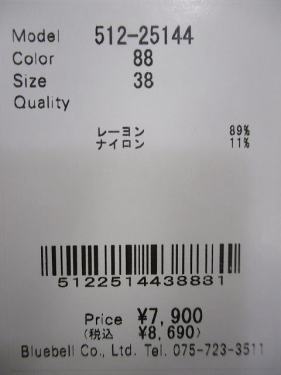 Model 512-25144
Color 88
Size 38
Quality
レーヨン 89%
ナイロン 11%
5122514438881
Price ¥7,900
(税込 ¥8,690)
Bluebell Co., Ltd. Tel. 075-723-3511